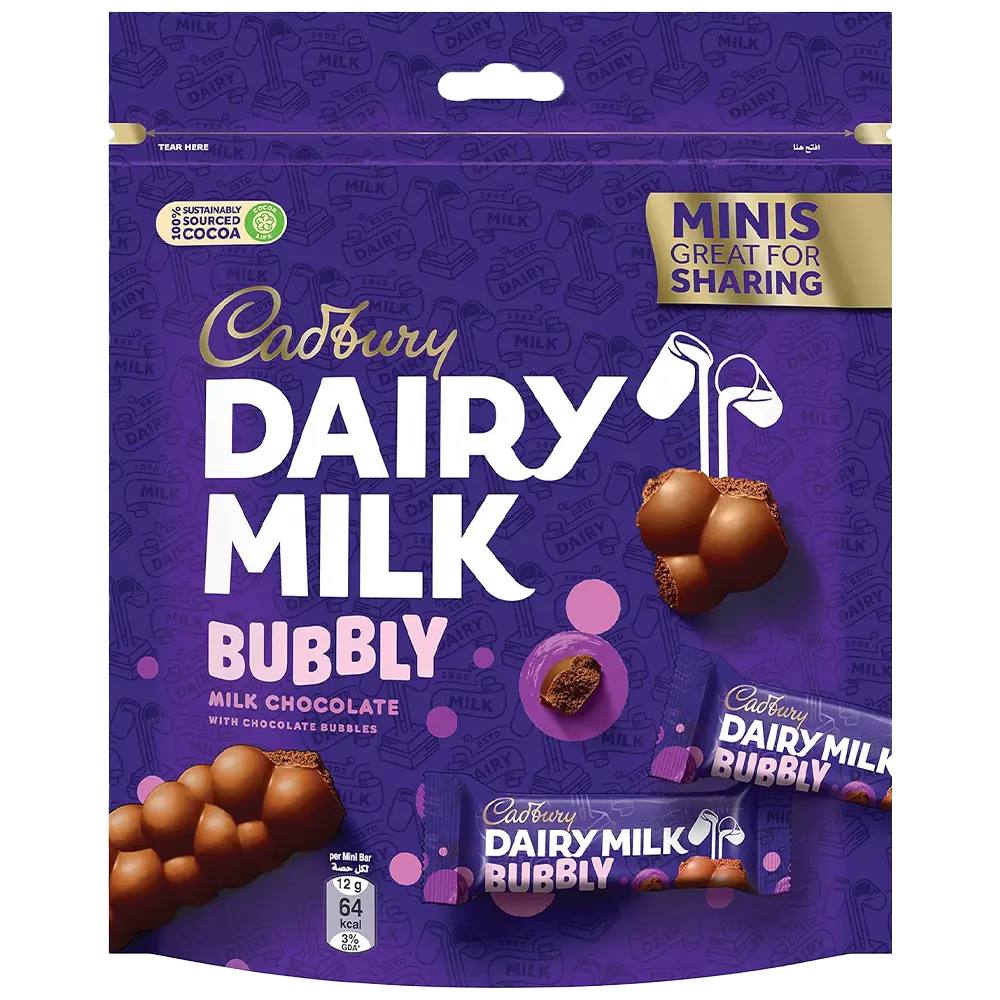 TEAR HERE
افتح هنا
100%
SUSTAINABLY
SOURCED
COCOA
COCOA
LIFE
MINIS
GREAT FOR
SHARING
Cadbury
DAIRY
MILK
BUBBLY
MILK CHOCOLATE
WITH CHOCOLATE BUBBLES
Cadbury
DAIRY MILK
BUBBLY
Cadbury
DAIRY MILK
BUBBLY
per Mini Bar
لكل حصة
12 g
64
kcal
3%
GDA*